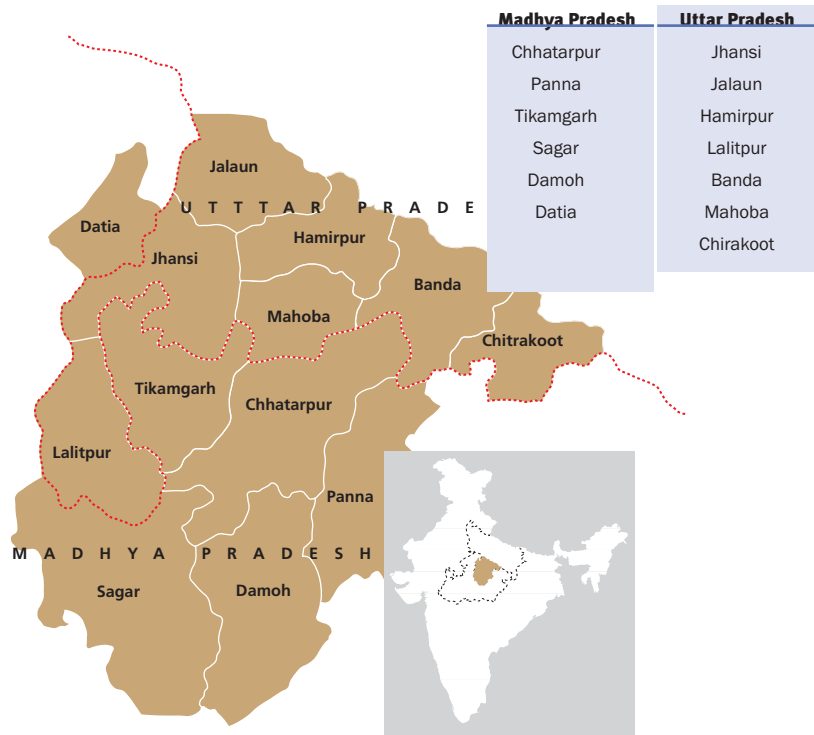 Madhya Pradesh
Chhatarpur
Panna
Tikamgarh
Sagar
Damoh
Datia
Uttar Pradesh
Jhansi
Jalaun
Hamirpur
Lalitpur
Banda
Mahoba
Chirakoot
Jalaun
U T T T A R P R A D E
Datia
Hamirpur
Jhansi
Banda
Mahoba
Chitrakoot
Tikamgarh
Chhatarpur
Lalitpur
Panna
M A D H Y A P R A D E S H
Sagar
Damoh